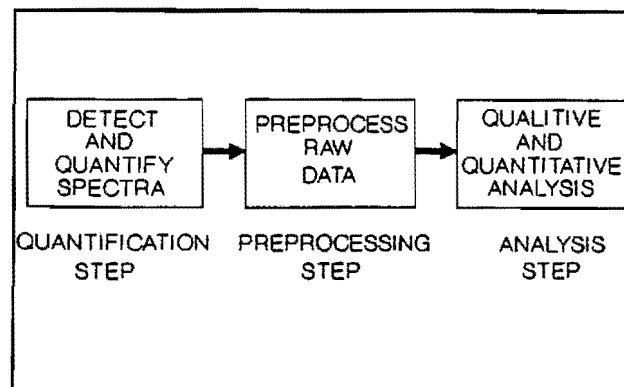 DETECT
AND
QUANTIFY
SPECTRA
PREPROCESS
RAW
DATA
QUALITIVE
AND
QUANTITATIVE
ANALYSIS
QUANTIFICATION
STEP
PREPROCESSING
STEP
ANALYSIS
STEP